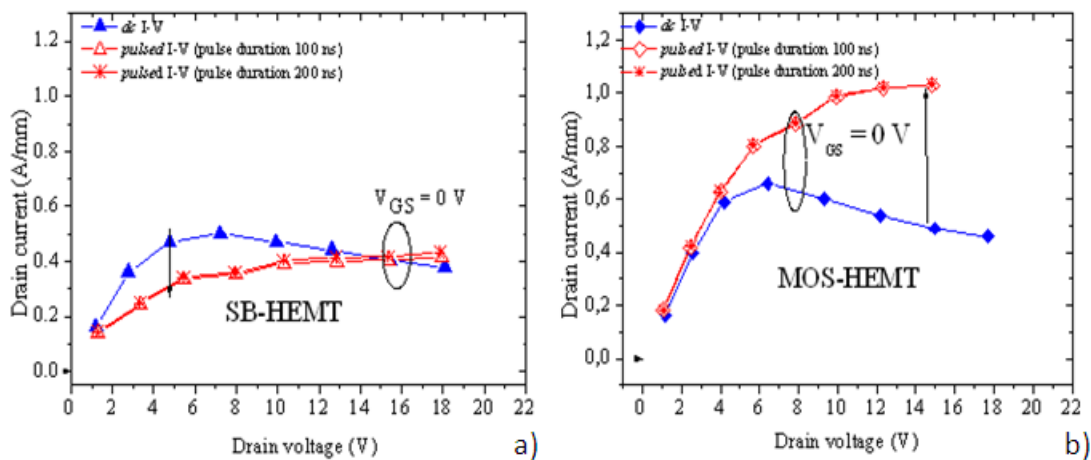 dc I-V
pulsed I-V (pulse duration 100 ns)
pulsed I-V (pulse duration 200 ns)
V_GS = 0 V
SB-HEMT
Drain current (A/mm)
1.2
1.0
0.8
0.6
0.4
0.2
0.0
0 2 4 6 8 10 12 14 16 18 20 22
Drain voltage (V)
a)
dc I-V
pulsed I-V (pulse duration 100 ns)
pulsed I-V (pulse duration 200 ns)
V_GS = 0 V
MOS-HEMT
Drain current (A/mm)
1,2
1,0
0,8
0,6
0,4
0,2
0,0
0 2 4 6 8 10 12 14 16 18 20 22
Drain voltage (V)
b)